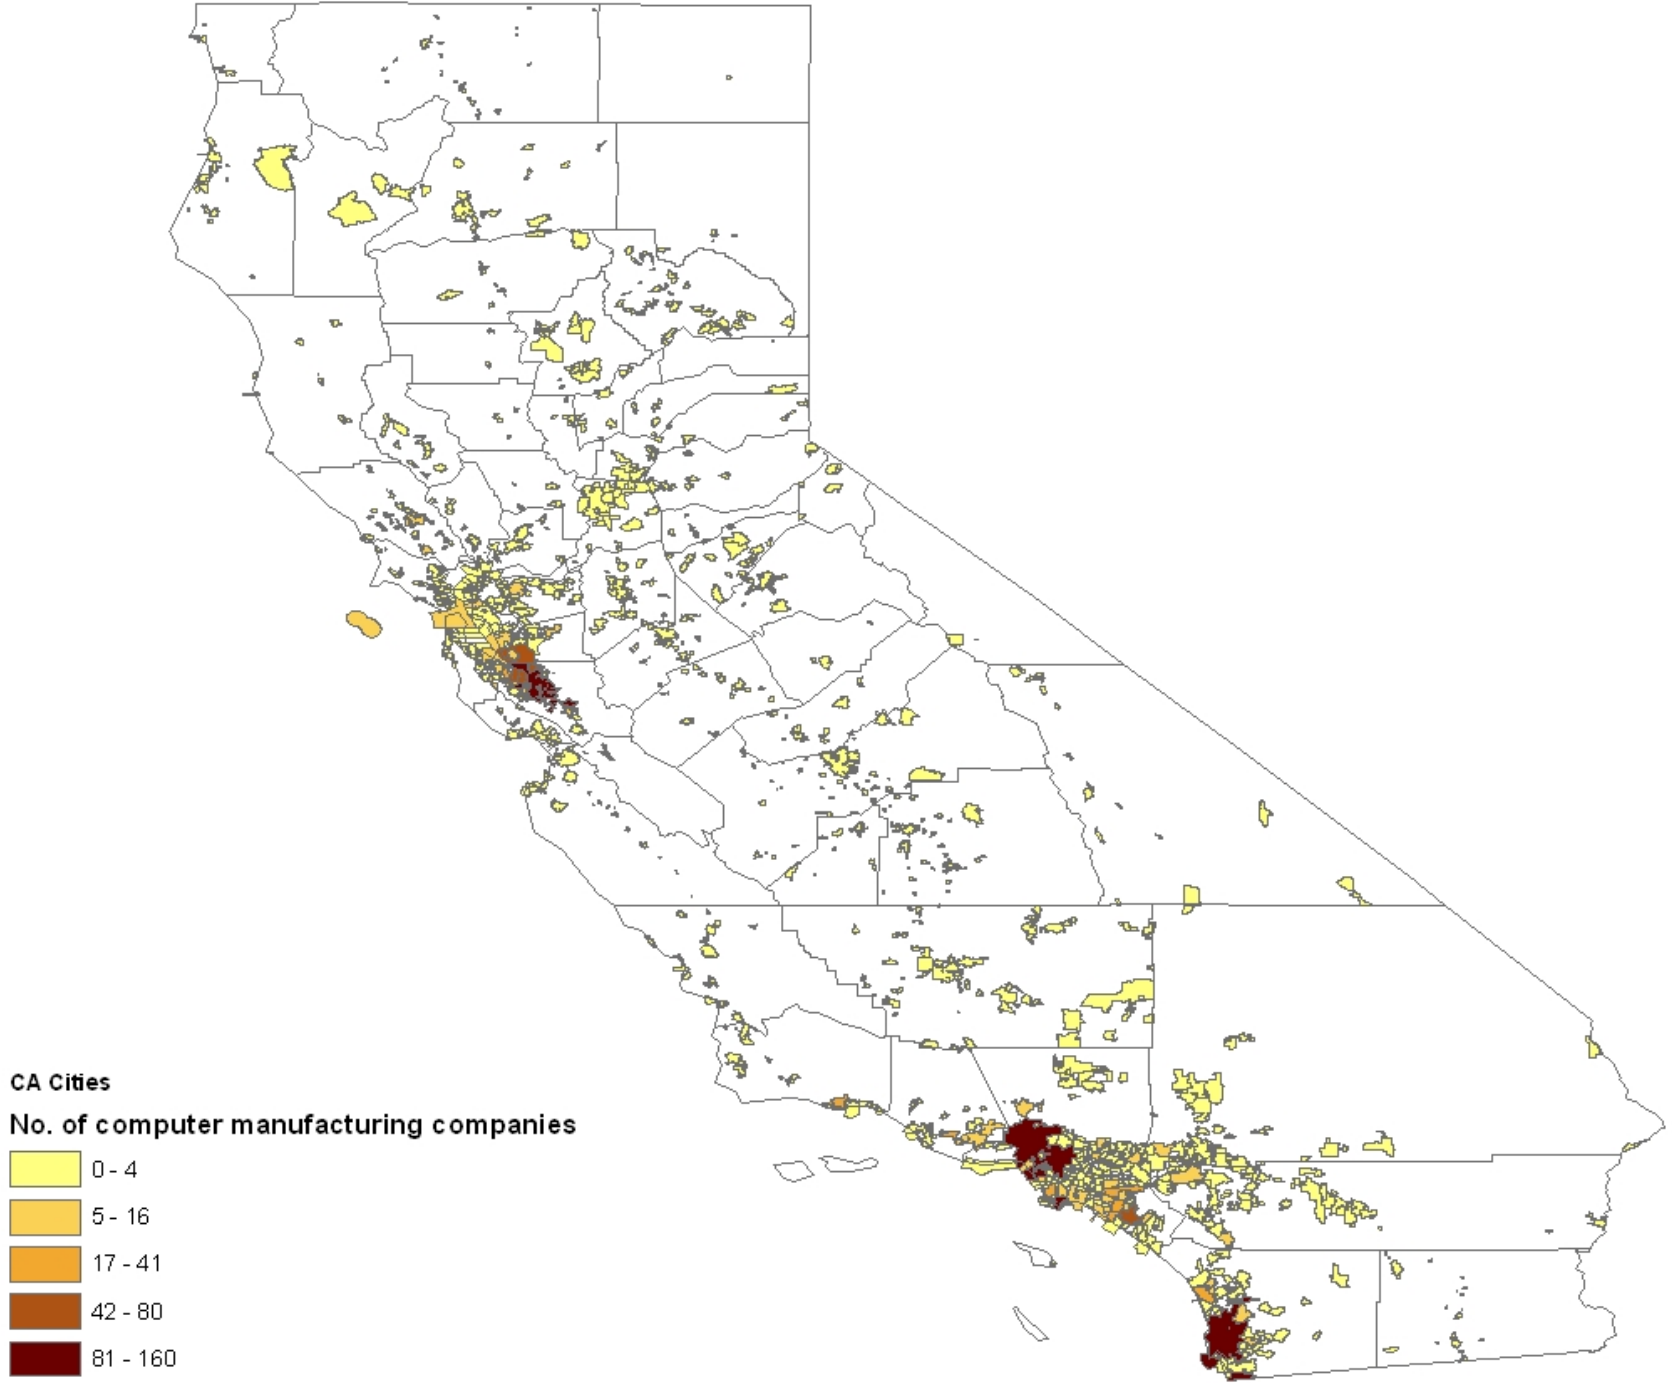 CA Cities
No. of computer manufacturing companies
0 - 4
5 - 16
17 - 41
42 - 80
81 - 160